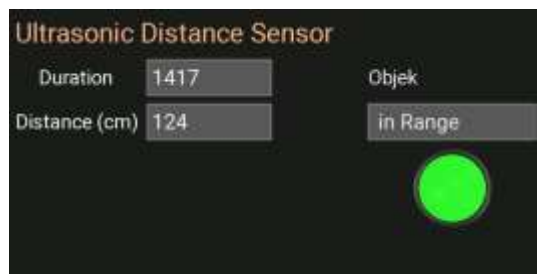 Ultrasonic Distance Sensor
Duration 1417 Objek
Distance (cm) 124 in Range